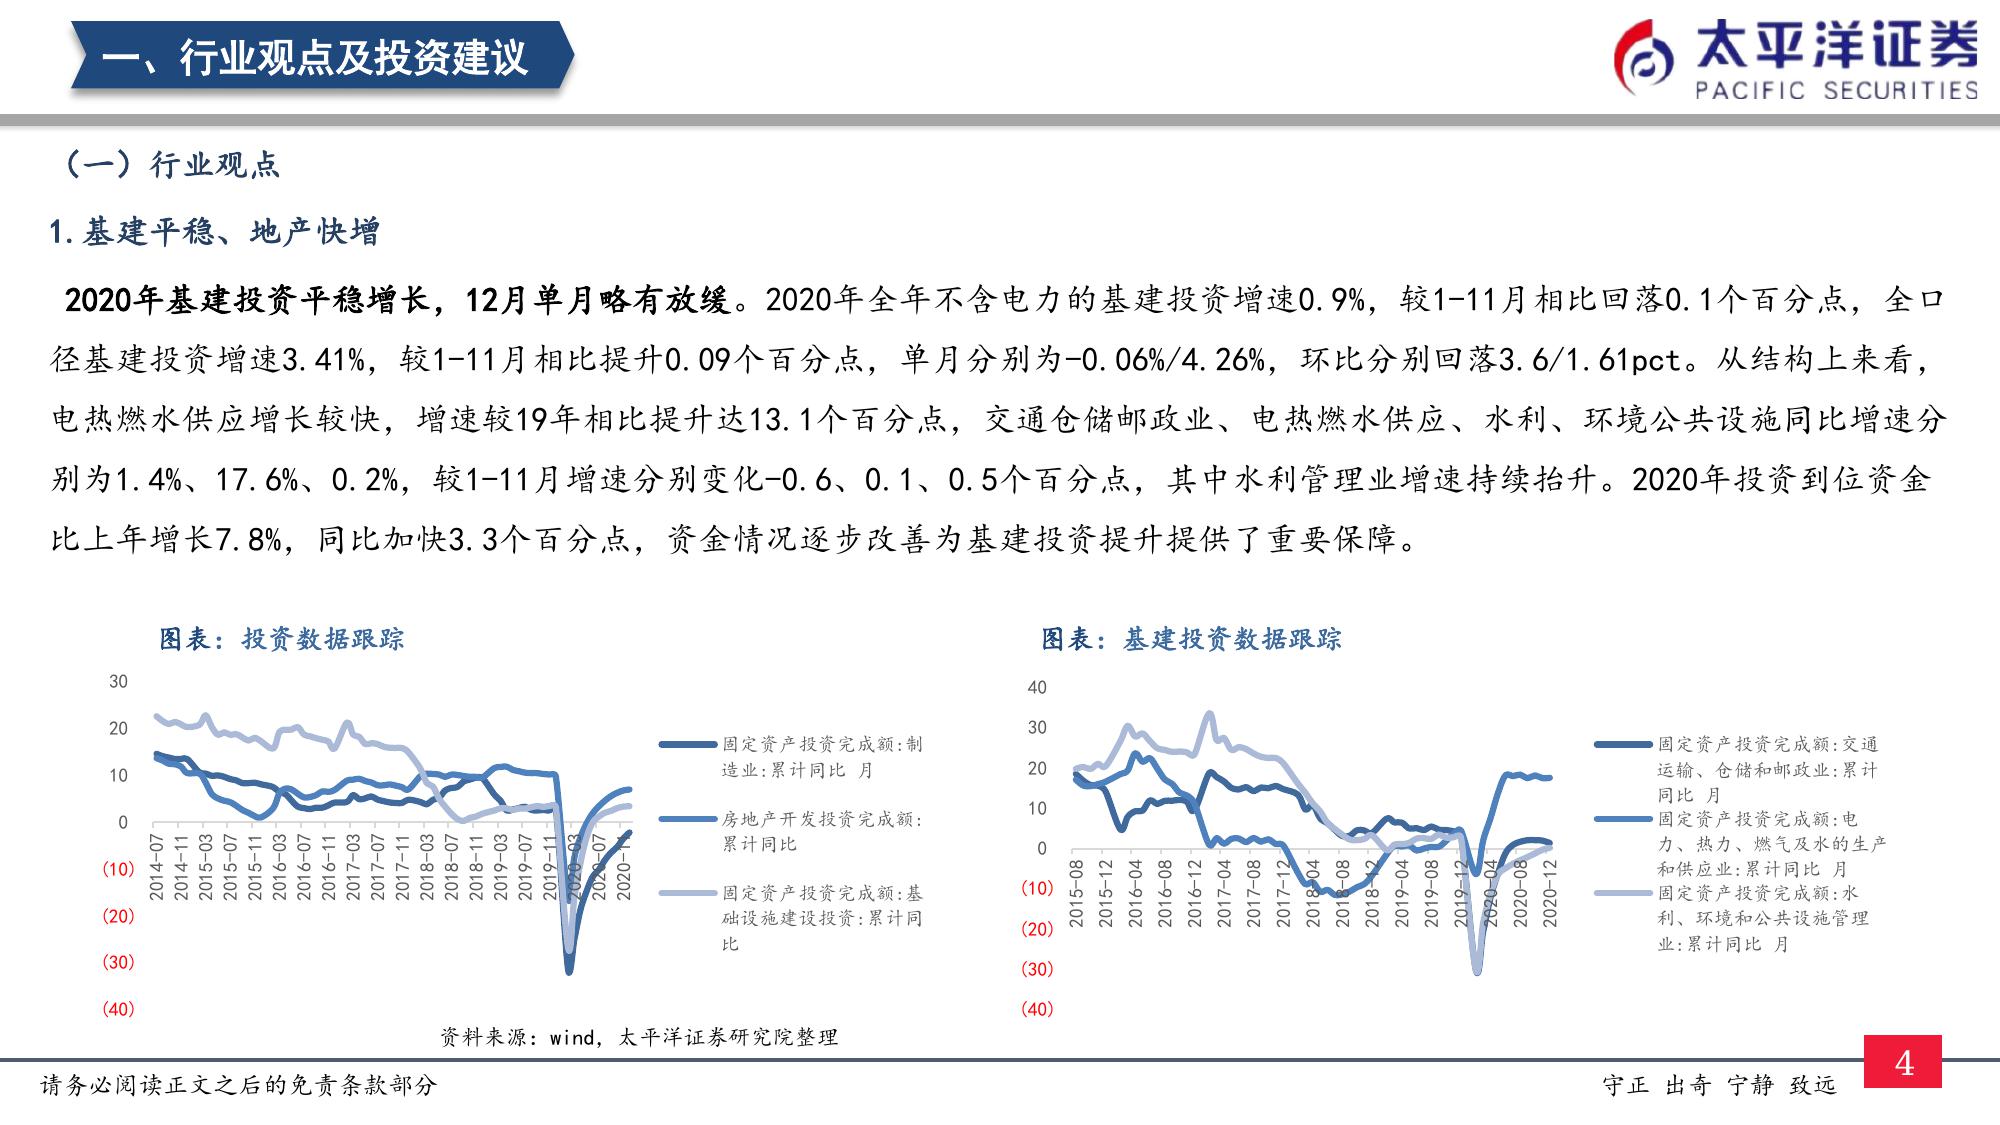 一、行业观点及投资建议
太平洋证券
PACIFIC SECURITIES
（一）行业观点
1.基建平稳、地产快增
2020年基建投资平稳增长，12月单月略有放缓。2020年全年不含电力的基建投资增速0.9%，较1-11月相比回落0.1个百分点，全口
径基建投资增速3.41%，较1-11月相比提升0.09个百分点，单月分别为-0.06%/4.26%，环比分别回落3.6/1.61pct。从结构上来看，
电热燃水供应增长较快，增速较19年相比提升达13.1个百分点，交通仓储邮政业、电热燃水供应、水利、环境公共设施同比增速分
别为1.4%、17.6%、0.2%，较1-11月增速分别变化-0.6、0.1、0.5个百分点，其中水利管理业增速持续抬升。2020年投资到位资金
比上年增长7.8%，同比加快3.3个百分点，资金情况逐步改善为基建投资提升提供了重要保障。
图表：投资数据跟踪
30
20
10
0
(10)
(20)
(30)
(40)
2014-07
2014-11
2015-03
2015-07
2015-11
2016-03
2016-07
2016-11
2017-03
2017-07
2017-11
2018-03
2018-07
2018-11
2019-03
2019-07
2019-11
2020-03
2020-07
2020-11
固定资产投资完成额:制
造业:累计同比 月
房地产开发投资完成额:
累计同比
固定资产投资完成额:基
础设施建设投资:累计同
比
图表：基建投资数据跟踪
40
30
20
10
0
(10)
(20)
(30)
(40)
2015-08
2015-12
2016-04
2016-08
2016-12
2017-04
2017-08
2017-12
2018-04
2018-08
2018-12
2019-04
2019-08
2019-12
2020-04
2020-08
2020-12
固定资产投资完成额:交通
运输、仓储和邮政业:累计
同比 月
固定资产投资完成额:电
力、热力、燃气及水的生产
和供应业:累计同比 月
固定资产投资完成额:水
利、环境和公共设施管理
业:累计同比 月
资料来源：wind，太平洋证券研究院整理
请务必阅读正文之后的免责条款部分
守正 出奇 宁静 致远
4